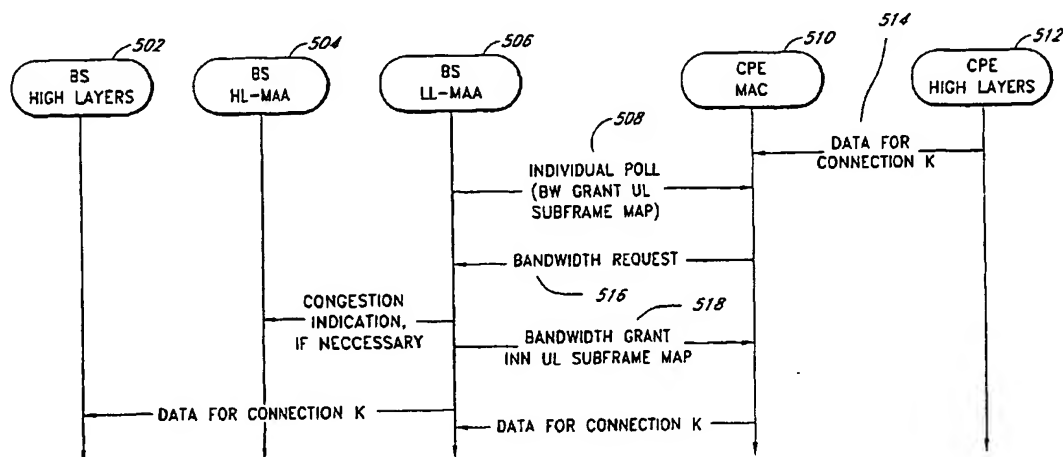 502
504
506
510
514
512
BS
HIGH LAYERS
BS
HL-MAA
BS
LL-MAA
CPE
MAC
CPE
HIGH LAYERS
508
DATA FOR
CONNECTION K
INDIVIDUAL POLL
(BW GRANT UL
SUBFRAME MAP)
BANDWIDTH REQUEST
516
518
CONGESTION
INDICATION,
IF NECCESSARY
BANDWIDTH GRANT
INN UL SUBFRAME MAP
DATA FOR CONNECTION K
DATA FOR CONNECTION K